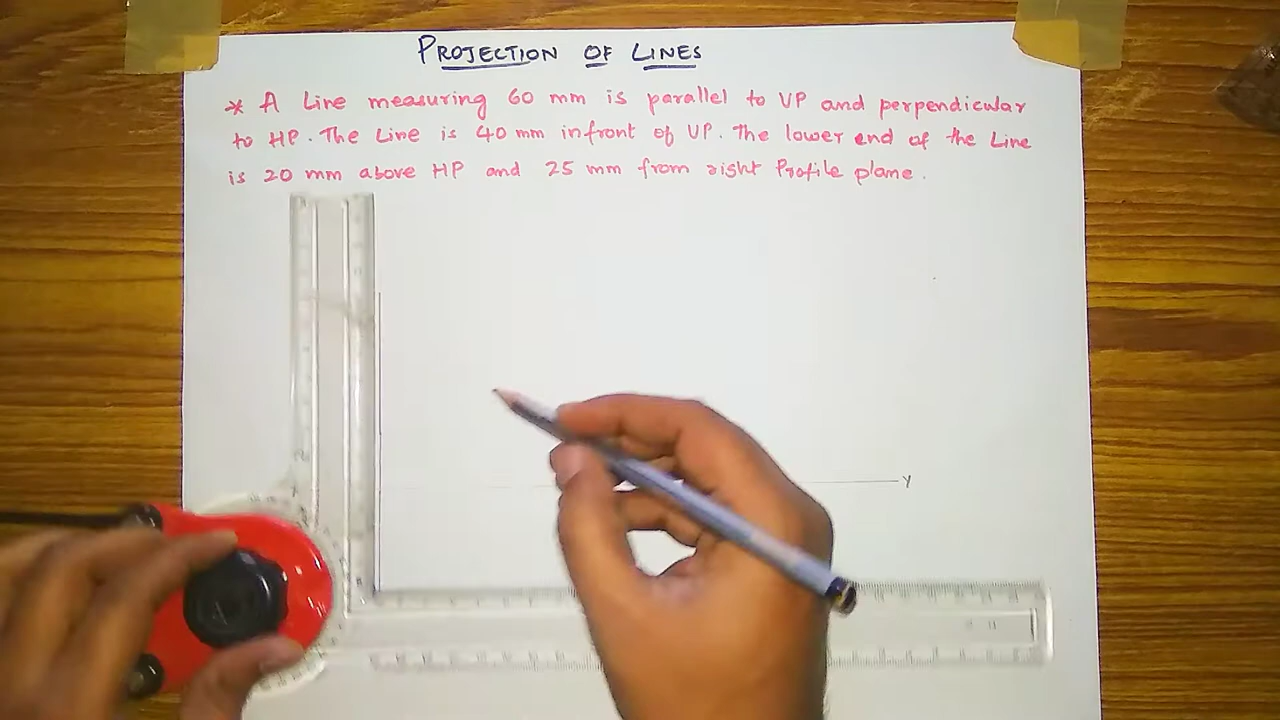 PROJECTION OF LINES
* A Line measuring 60 mm is parallel to VP and perpendicular
to HP. The Line is 40 mm infront of VP. The lower end of the Line
is 20 mm above HP and 25 mm from right Profile plane.
Y